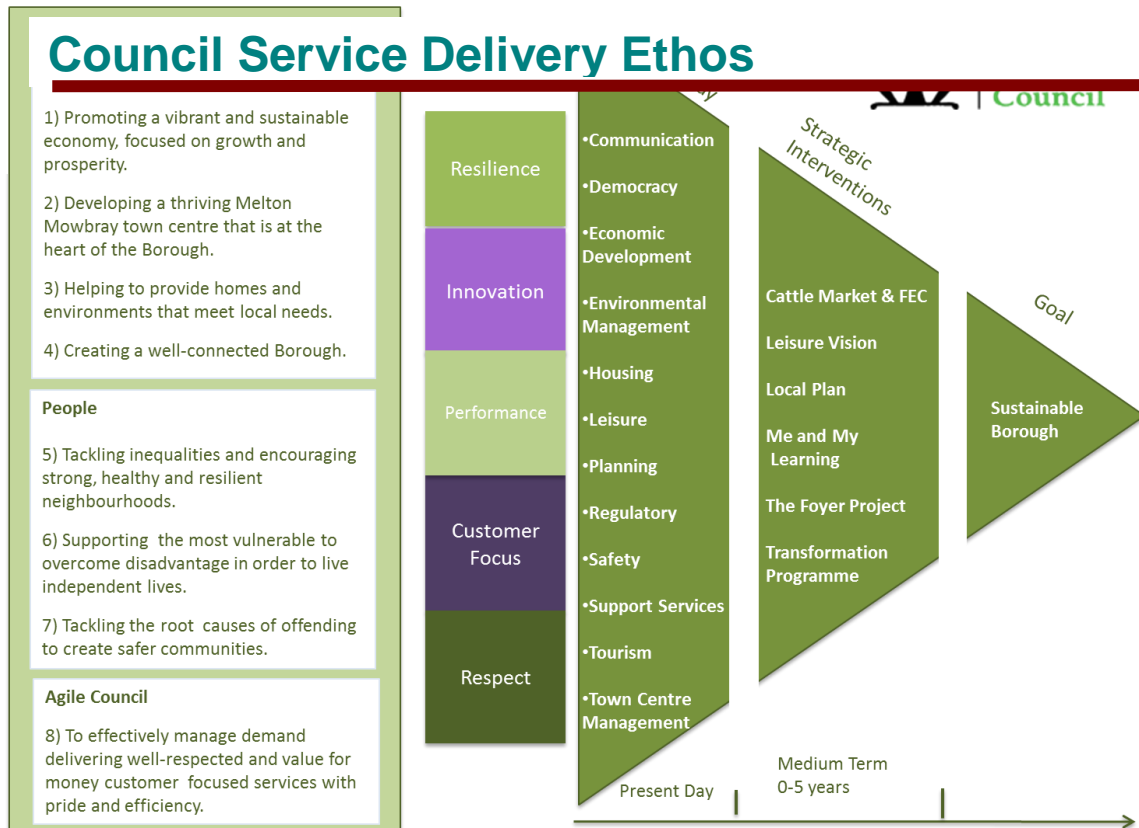 Council Service Delivery Ethos
1) Promoting a vibrant and sustainable
economy, focused on growth and
prosperity.
2) Developing a thriving Melton
Mowbray town centre that is at the
heart of the Borough.
3) Helping to provide homes and
environments that meet local needs.
4) Creating a well-connected Borough.
People
5) Tackling inequalities and encouraging
strong, healthy and resilient
neighbourhoods.
6) Supporting the most vulnerable to
overcome disadvantage in order to live
independent lives.
7) Tackling the root causes of offending
to create safer communities.
Agile Council
8) To effectively manage demand
delivering well-respected and value for
money customer focused services with
pride and efficiency.
Resilience
Innovation
Performance
Customer
Focus
Respect
•Communication
•Democracy
•Economic
Development
•Environmental
Management
•Housing
•Leisure
•Planning
•Regulatory
•Safety
•Support Services
•Tourism
•Town Centre
Management
Present Day
Council
Strategic
Interventions
Cattle Market & FEC
Leisure Vision
Local Plan
Me and My
Learning
The Foyer Project
Transformation
Programme
Medium Term
0-5 years
Goal
Sustainable
Borough